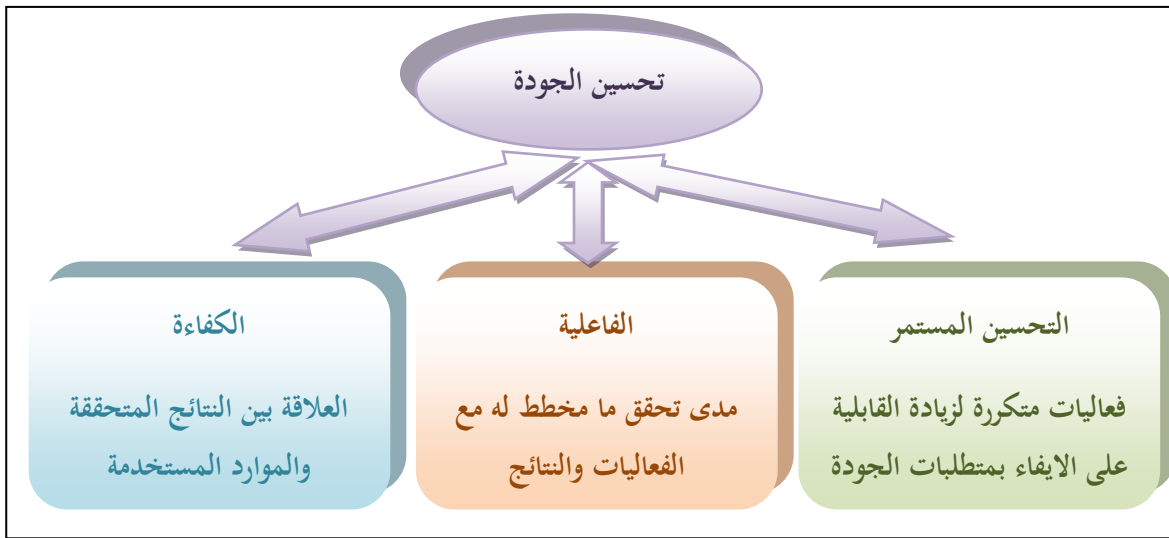 تحسين الجودة
التحسين المستمر
فعاليات متكررة لزيادة القابلية
على الايفاء بمتطلبات الجودة
الفاعلية
مدى تحقق ما مخطط له مع
الفعاليات والنتائج
الكفاءة
العلاقة بين النتائج المتحققة
والموارد المستخدمة